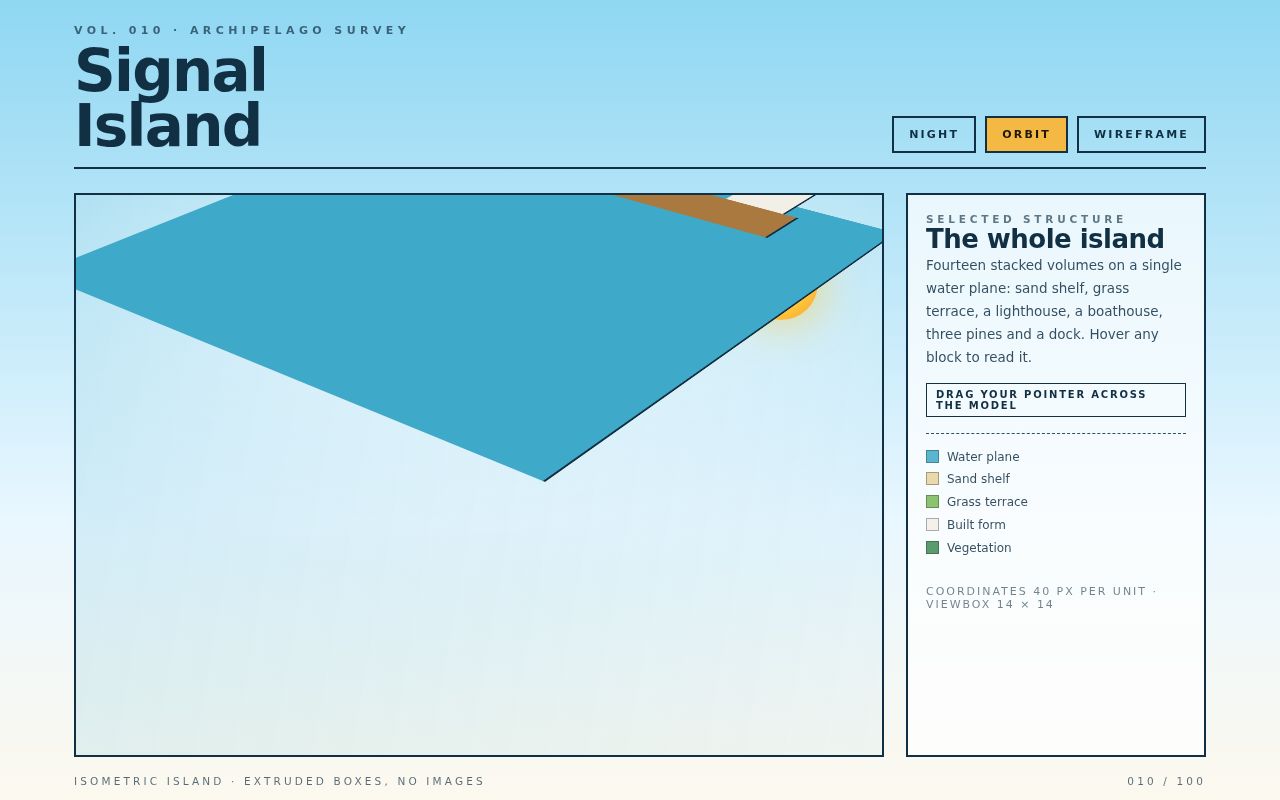 VOL. 010 · ARCHIPELAGO SURVEY
Signal
Island
NIGHT
ORBIT
WIREFRAME
SELECTED STRUCTURE
The whole island
Fourteen stacked volumes on a single
water plane: sand shelf, grass
terrace, a lighthouse, a boathouse,
three pines and a dock. Hover any
block to read it.
DRAG YOUR POINTER ACROSS
THE MODEL
Water plane
Sand shelf
Grass terrace
Built form
Vegetation
COORDINATES 40 PX PER UNIT ·
VIEWBOX 14 × 14
ISOMETRIC ISLAND · EXTRUDED BOXES, NO IMAGES
010 / 100